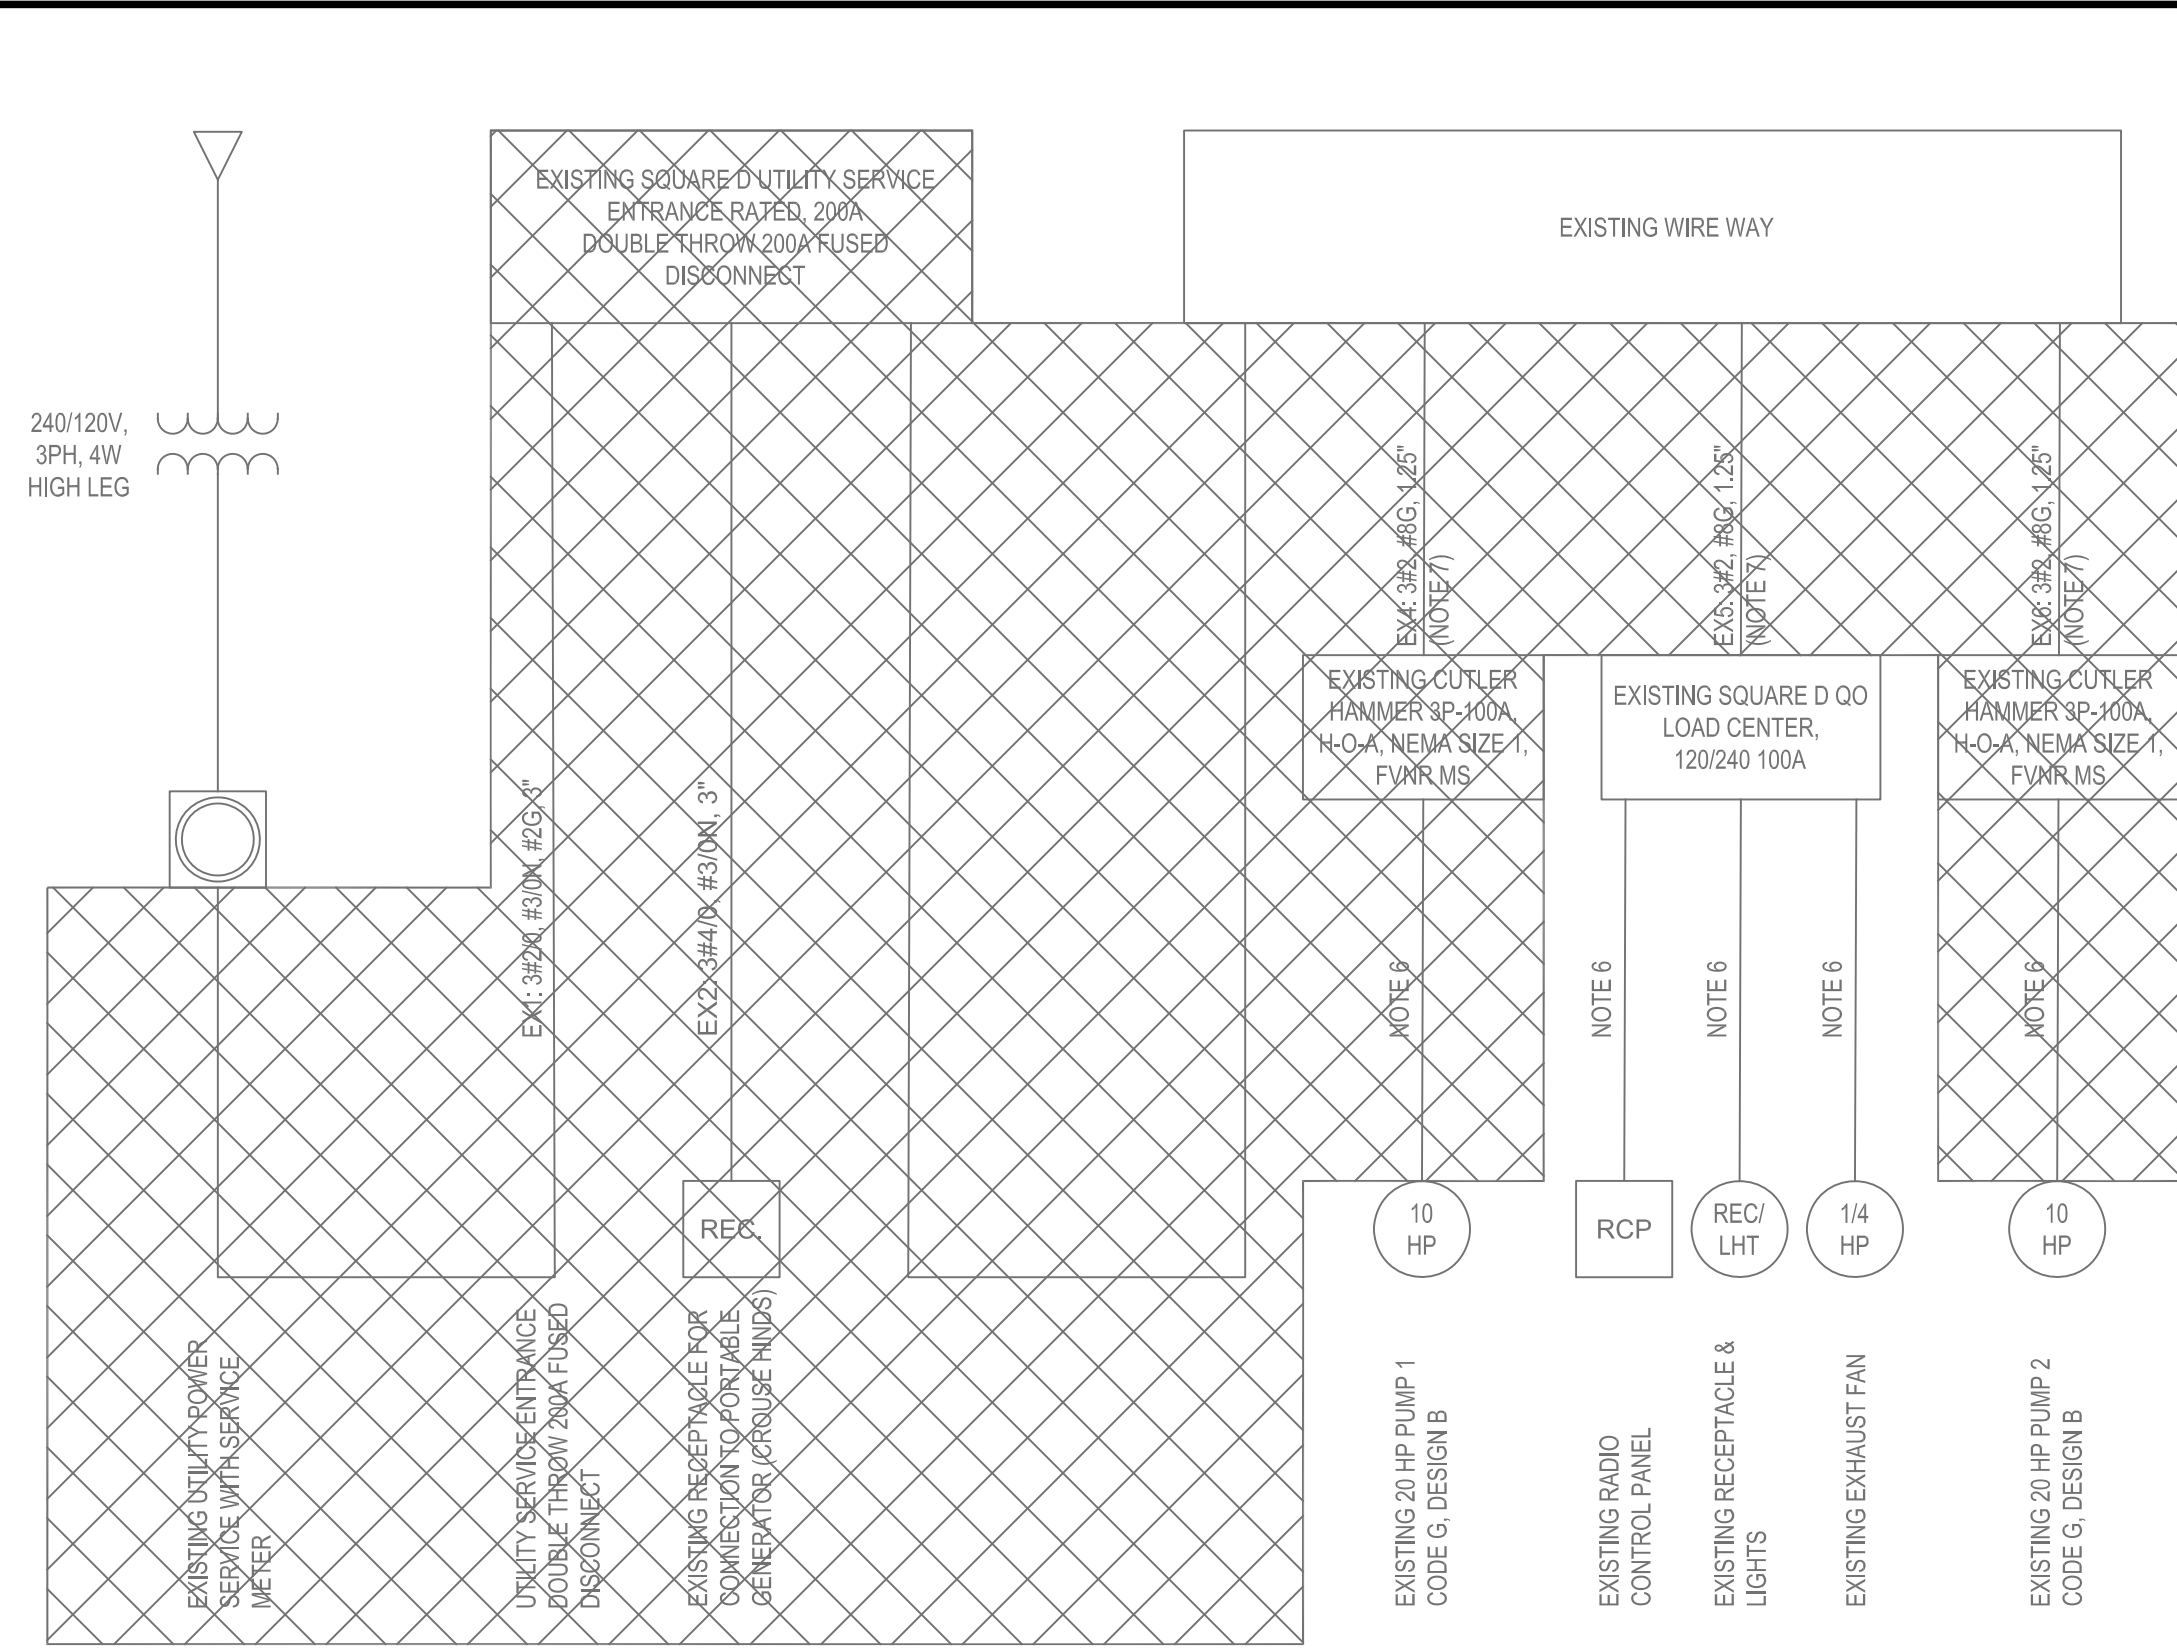 EXISTING SQUARE D UTILITY SERVICE
ENTRANCE RATED, 200A
DOUBLE THROW 200A FUSED
DISCONNECT
EXISTING WIRE WAY
240/120V,
3PH, 4W
HIGH LEG
EX4: 3#2, #8G, 1.25"
(NOTE 7)
EX5: 3#2, #8G, 1.25"
(NOTE 7)
EX6: 3#2, #8G, 1.25"
(NOTE 7)
EXISTING CUTLER
HAMMER 3P-100A,
H-O-A, NEMA SIZE 1,
FVNR MS
EXISTING SQUARE D QO
LOAD CENTER,
120/240 100A
EXISTING CUTLER
HAMMER 3P-100A,
H-O-A, NEMA SIZE 1,
FVNR MS
EX1: 3#2/0, #3/0N, #2G, 3"
EX2: 3#4/0, #3/0N, 3"
NOTE 6
NOTE 6
NOTE 6
NOTE 6
NOTE 6
REC.
10
HP
RCP
REC/
LHT
1/4
HP
10
HP
EXISTING UTILITY POWER
SERVICE WITH SERVICE
METER
UTILITY SERVICE ENTRANCE
DOUBLE THROW 200A FUSED
DISCONNECT
EXISTING RECEPTACLE FOR
CONNECTION TO PORTABLE
GENERATOR (CROUSE HINDS)
EXISTING 20 HP PUMP 1
CODE G, DESIGN B
EXISTING RADIO
CONTROL PANEL
EXISTING RECEPTACLE &
LIGHTS
EXISTING EXHAUST FAN
EXISTING 20 HP PUMP 2
CODE G, DESIGN B